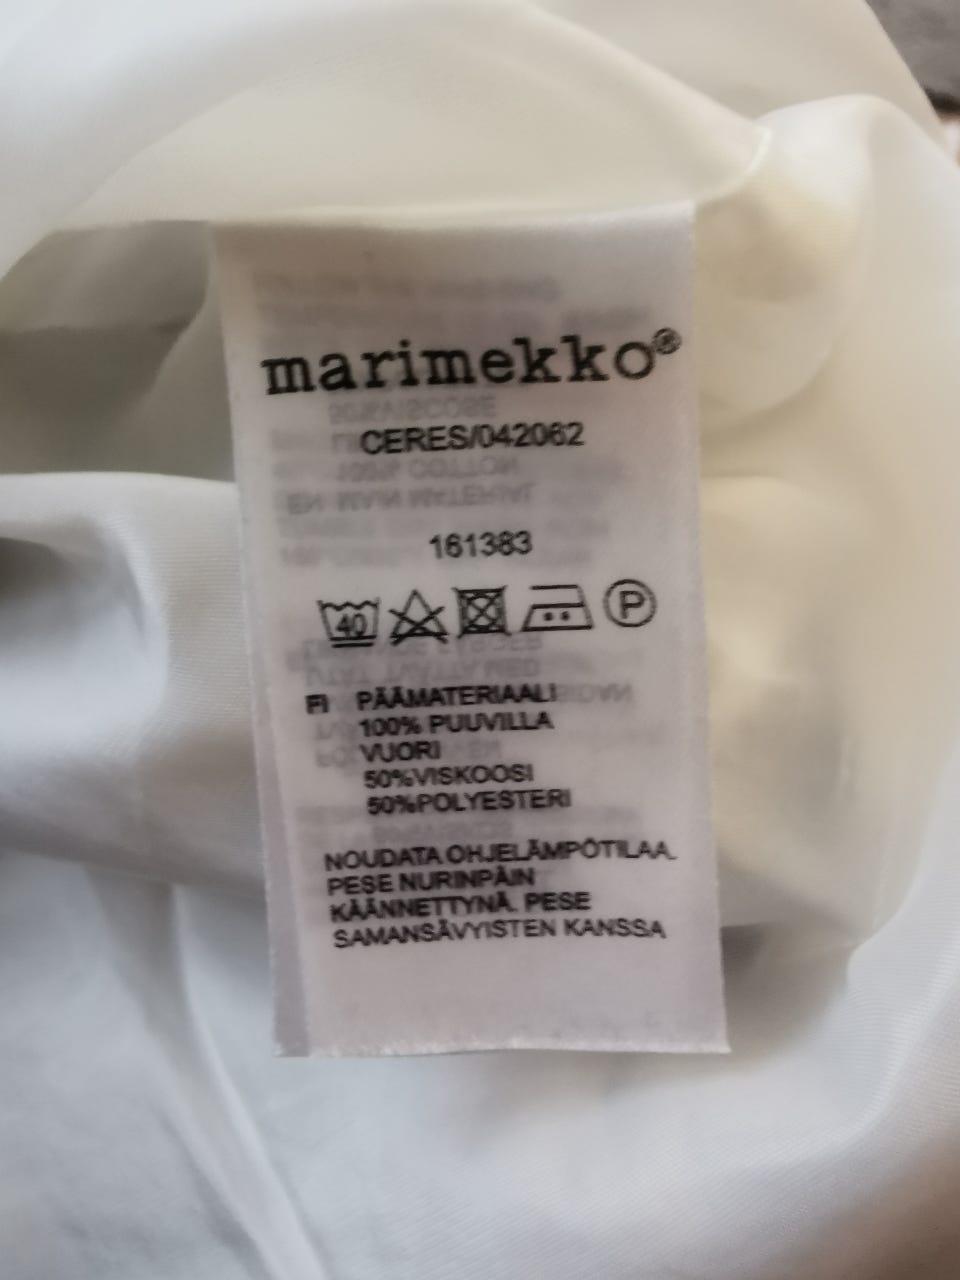 marimekko®
CERES/042062
161383
40 P
FI PÄÄMATERIAALI
100% PUUVILLA
VUORI
50%VISKOOSI
50%POLYESTERI
NOUDATA OHJELÄMPÖTILAA.
PESE NURINPÄIN
KÄÄNNETTYNÄ. PESE
SAMANSÄVYISTEN KANSSA